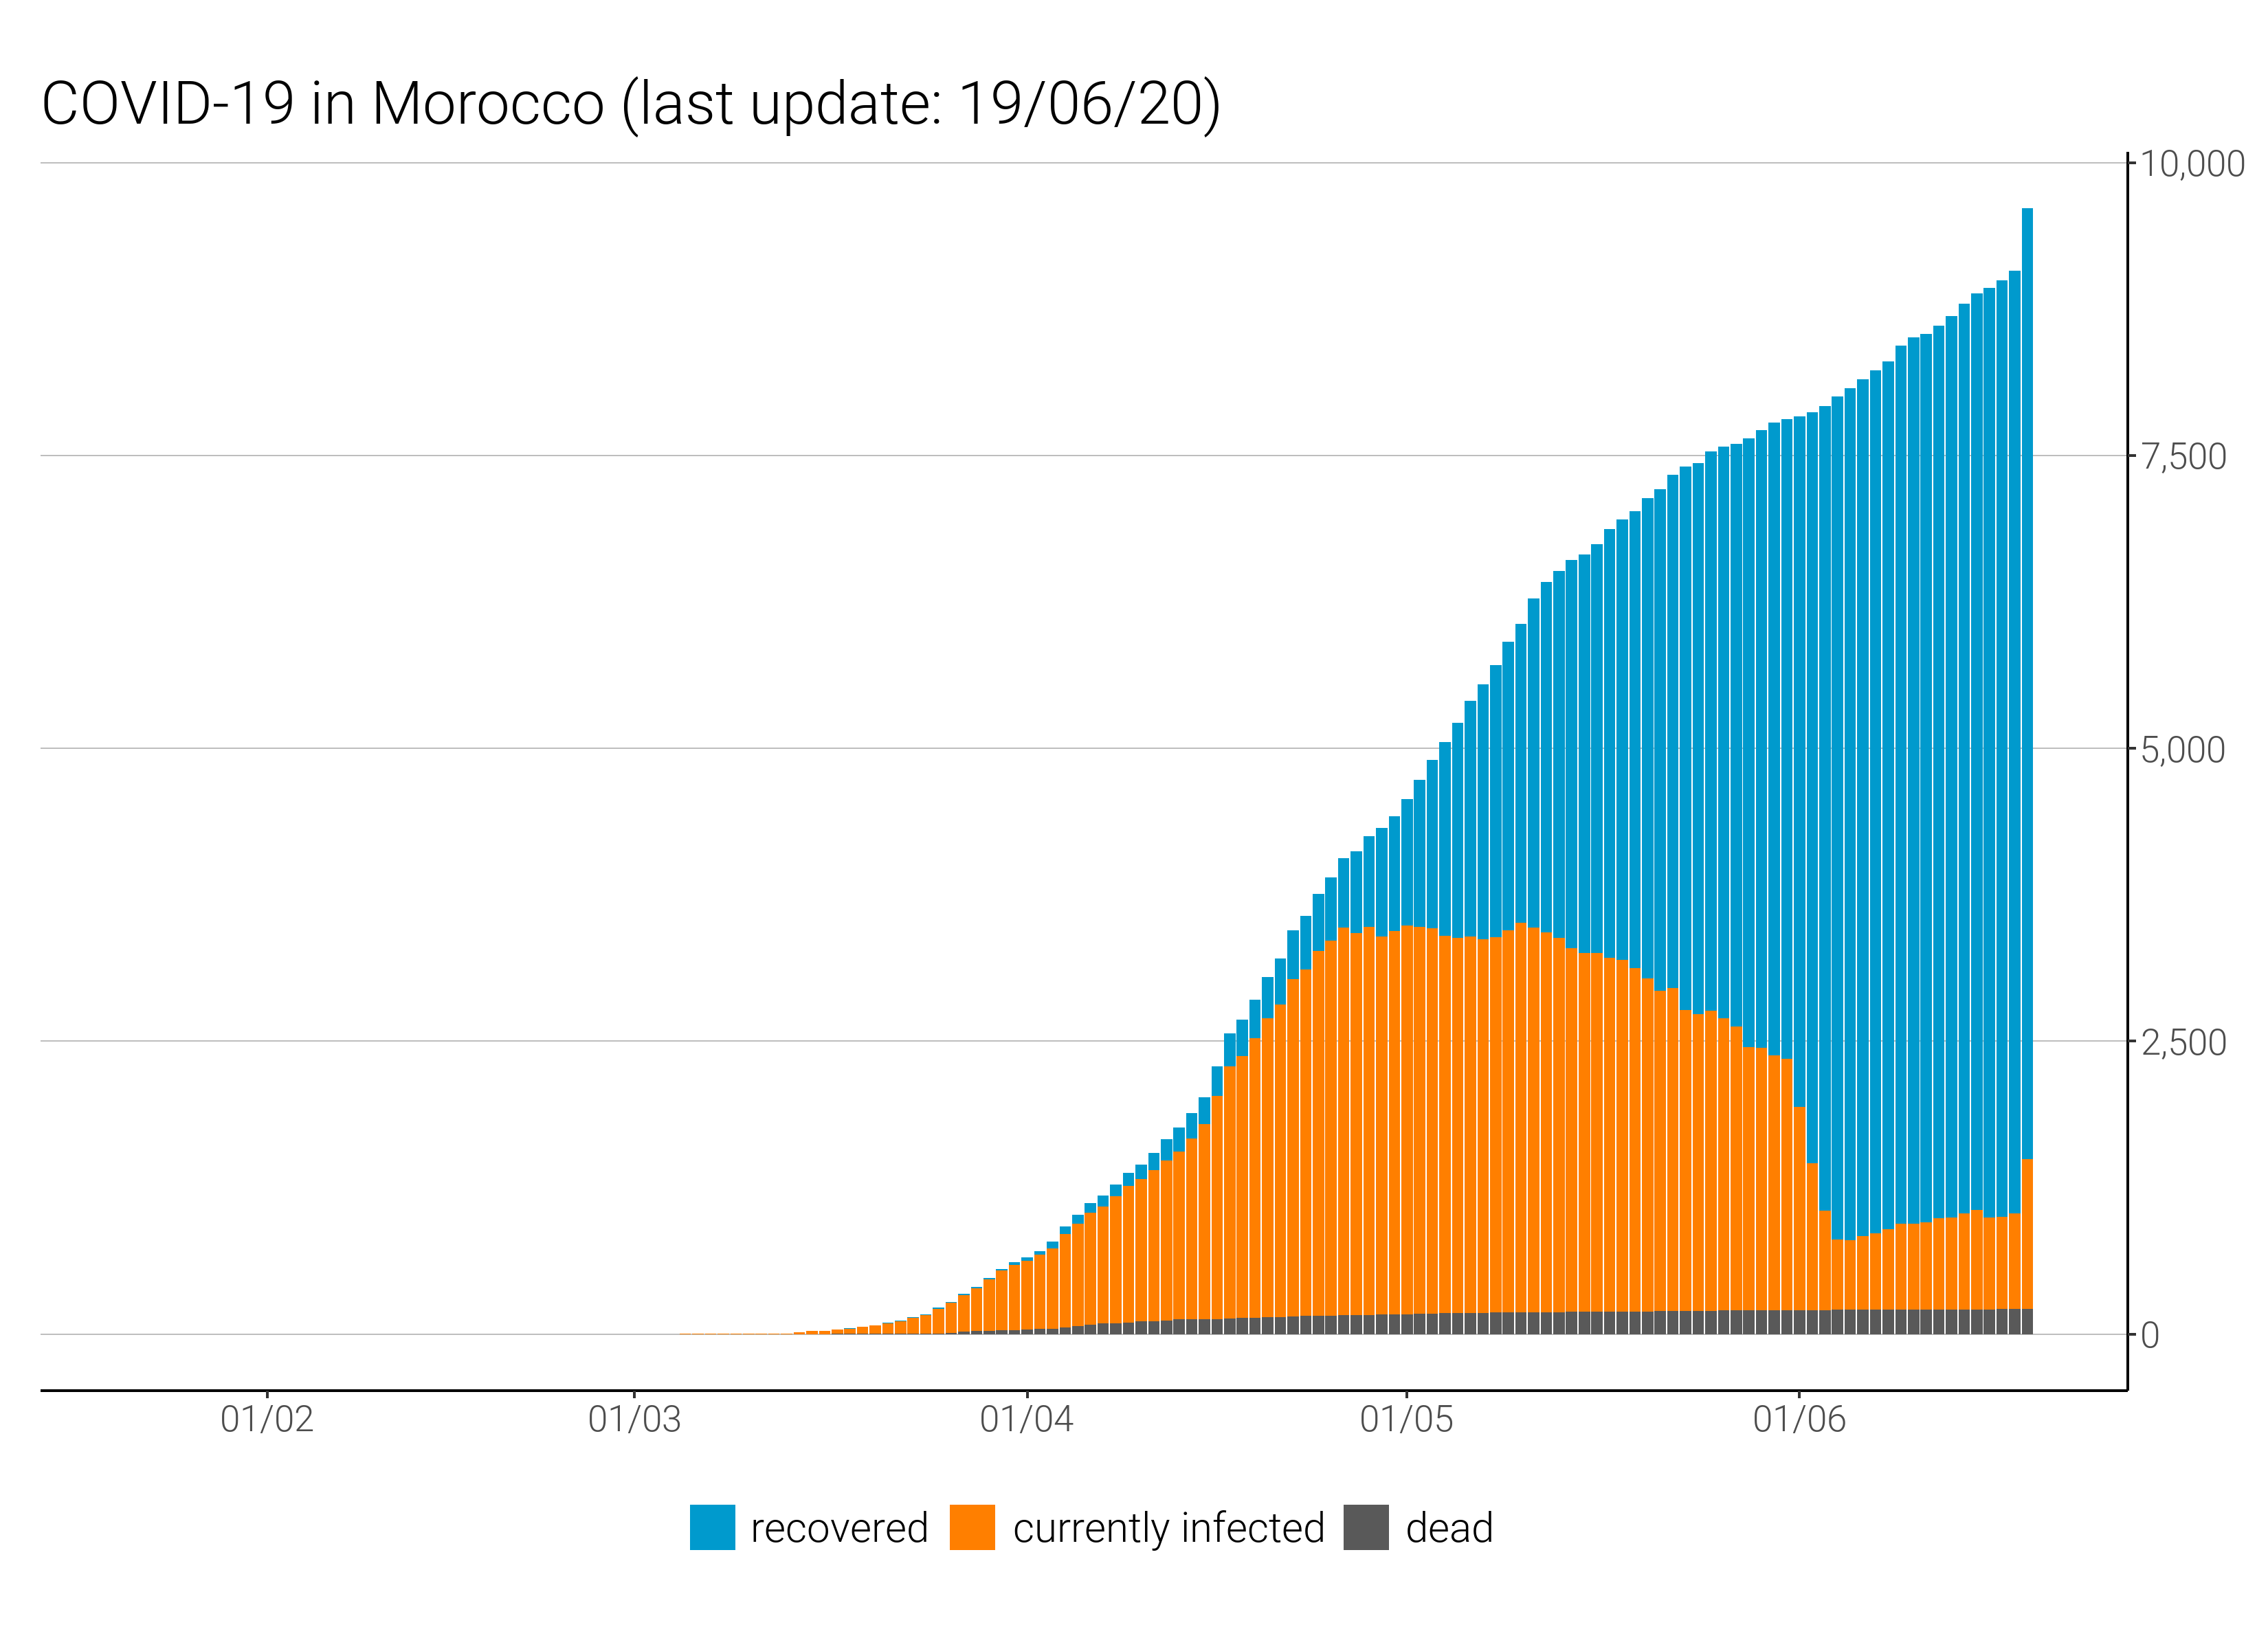 COVID-19 in Morocco (last update: 19/06/20)
10,000
7,500
5,000
2,500
0
01/02 01/03 01/04 01/05 01/06
recovered currently infected dead